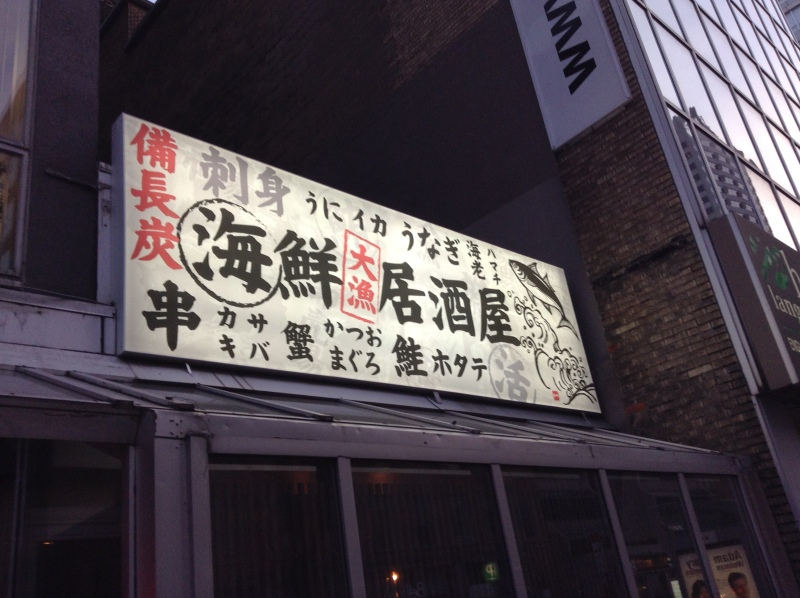 備長炭
刺身
うに
イカ
うなぎ
海老
ハマチ
海鮮
大漁
居酒屋
串
カキ
サバ
蟹
かつお
まぐろ
鮭
ホタテ
活
WWW